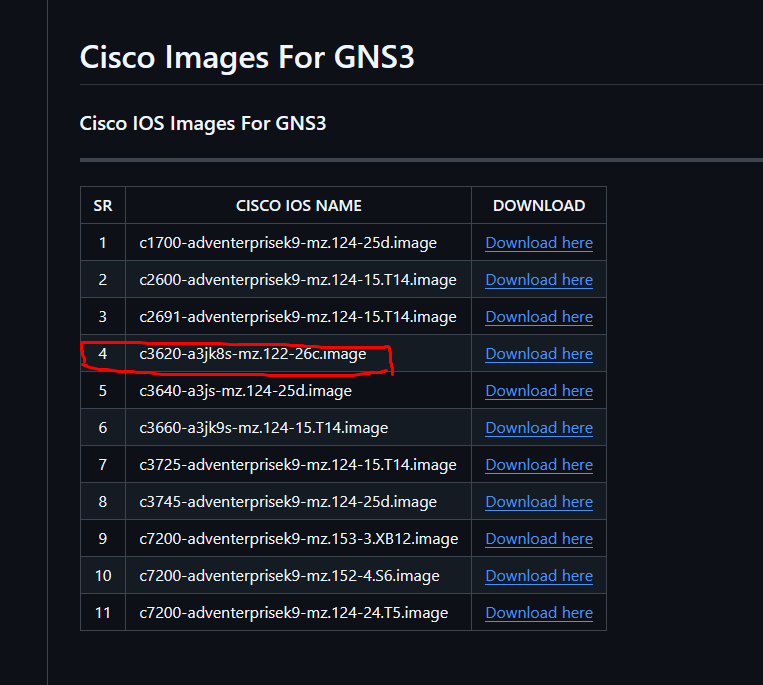 Cisco Images For GNS3
Cisco IOS Images For GNS3
SR CISCO IOS NAME DOWNLOAD
1 c1700-adventerprisek9-mz.124-25d.image Download here
2 c2600-adventerprisek9-mz.124-15.T14.image Download here
3 c2691-adventerprisek9-mz.124-15.T14.image Download here
4 c3620-a3jk8s-mz.122-26c.image Download here
5 c3640-a3js-mz.124-25d.image Download here
6 c3660-a3jk9s-mz.124-15.T14.image Download here
7 c3725-adventerprisek9-mz.124-15.T14.image Download here
8 c3745-adventerprisek9-mz.124-25d.image Download here
9 c7200-adventerprisek9-mz.153-3.XB12.image Download here
10 c7200-adventerprisek9-mz.152-4.S6.image Download here
11 c7200-adventerprisek9-mz.124-24.T5.image Download here